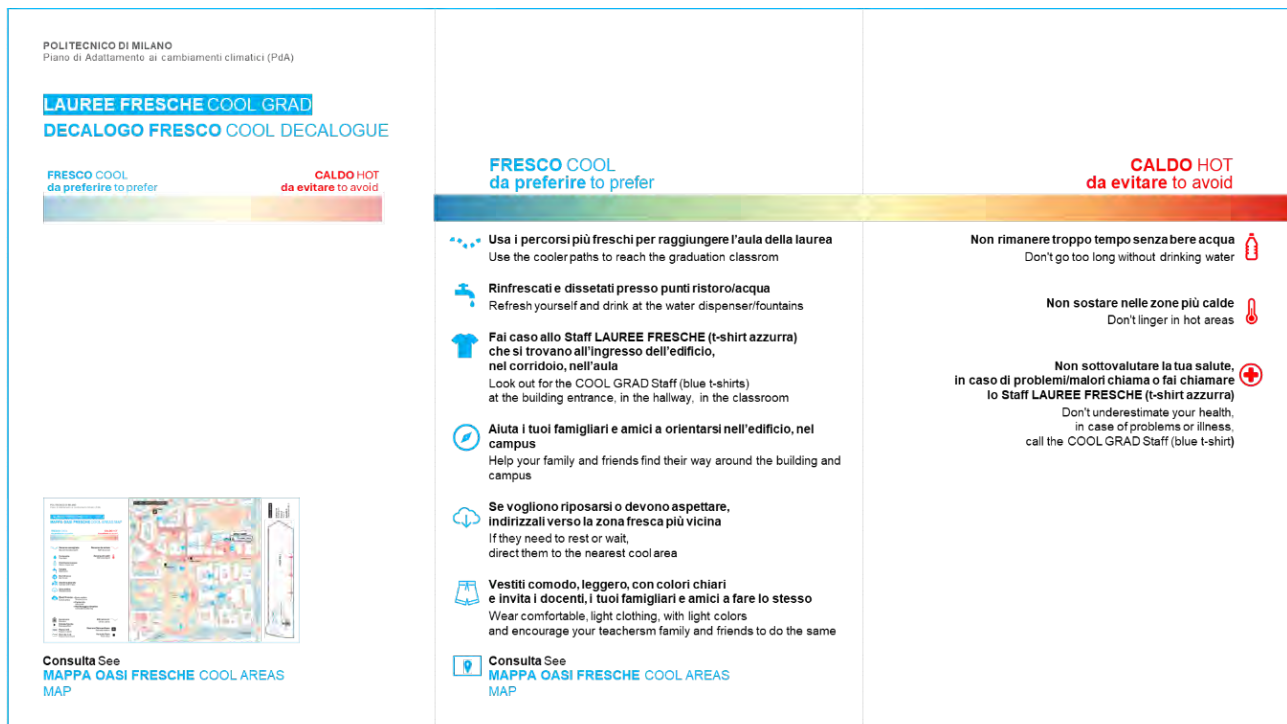 POLITECNICO DI MILANO
Piano di Adattamento ai cambiamenti climatici (PdA)
LAUREE FRESCHE COOL GRAD
DECALOGO FRESCO COOL DECALOGUE
FRESCO COOL
da preferire to prefer
CALDO HOT
da evitare to avoid
Consulta See
MAPPA OASI FRESCHE COOL AREAS
MAP
FRESCO COOL
da preferire to prefer
Usa i percorsi più freschi per raggiungere l'aula della laurea
Use the cooler paths to reach the graduation classrom
Rinfrescati e dissetati presso punti ristoro/acqua
Refresh yourself and drink at the water dispenser/fountains
Fai caso allo Staff LAUREE FRESCHE (t-shirt azzurra)
che si trovano all'ingresso dell'edificio,
nel corridoio, nell'aula
Look out for the COOL GRAD Staff (blue t-shirts)
at the building entrance, in the hallway, in the classroom
Aiuta i tuoi famigliari e amici a orientarsi nell'edificio, nel
campus
Help your family and friends find their way around the building and
campus
Se vogliono riposarsi o devono aspettare,
indirizzali verso la zona fresca più vicina
If they need to rest or wait,
direct them to the nearest cool area
Vestiti comodo, leggero, con colori chiari
e invita i docenti, i tuoi famigliari e amici a fare lo stesso
Wear comfortable, light clothing, with light colors
and encourage your teachersm family and friends to do the same
Consulta See
MAPPA OASI FRESCHE COOL AREAS
MAP
CALDO HOT
da evitare to avoid
Non rimanere troppo tempo senza bere acqua
Don't go too long without drinking water
Non sostare nelle zone più calde
Don't linger in hot areas
Non sottovalutare la tua salute,
in caso di problemi/malori chiama o fai chiamare
lo Staff LAUREE FRESCHE (t-shirt azzurra)
Don't underestimate your health,
in case of problems or illness,
call the COOL GRAD Staff (blue t-shirt)